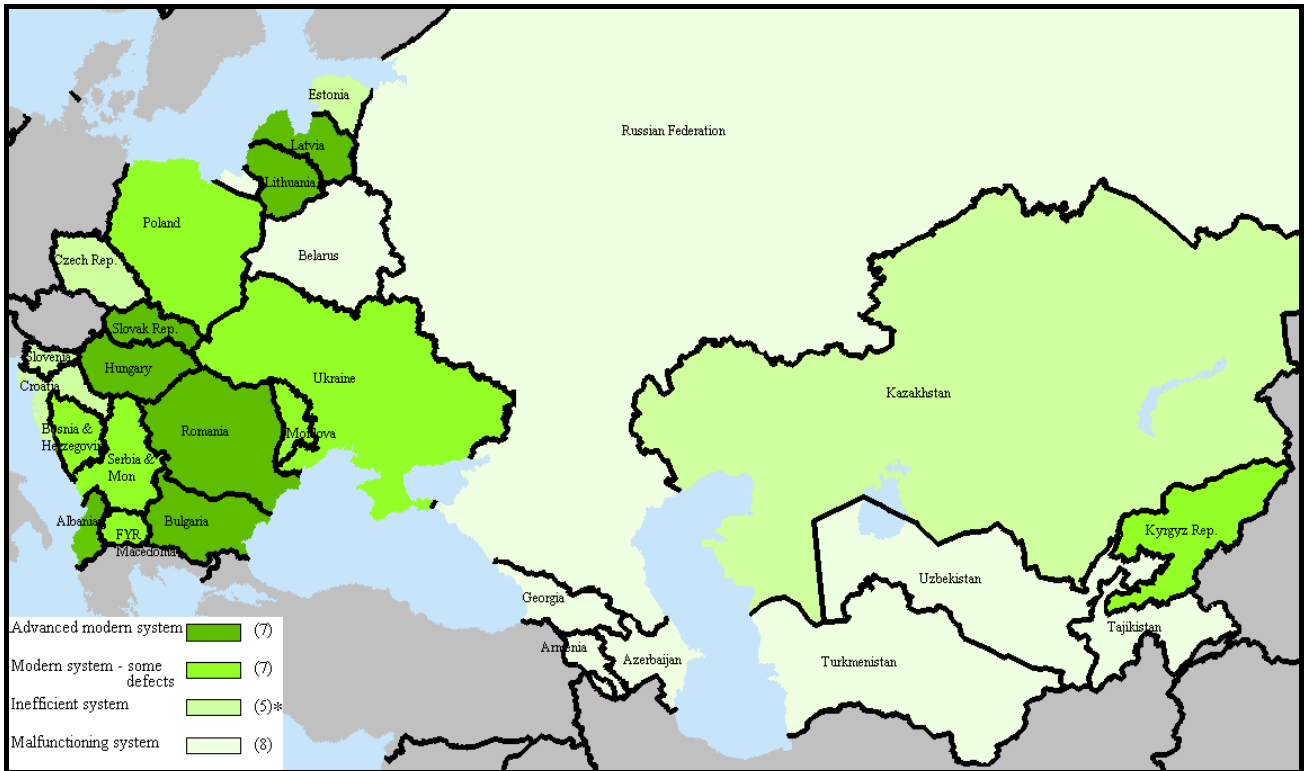 Estonia
Latvia
Lithuania
Russian Federation
Poland
Belarus
Czech Rep.
Slovak Rep.
Slovenia
Hungary
Ukraine
Croatia
Kazakhstan
Bosnia &
Herzegovin
Romania
Moldova
Serbia &
Mon
Albania
FYR
Macedonia
Bulgaria
Kyrgyz Rep.
Uzbekistan
Georgia
Tajikistan
Armenia
Azerbaijan
Turkmenistan
Advanced modern system (7)
Modern system - some
defects (7)
Inefficient system (5)*
Malfunctioning system (8)